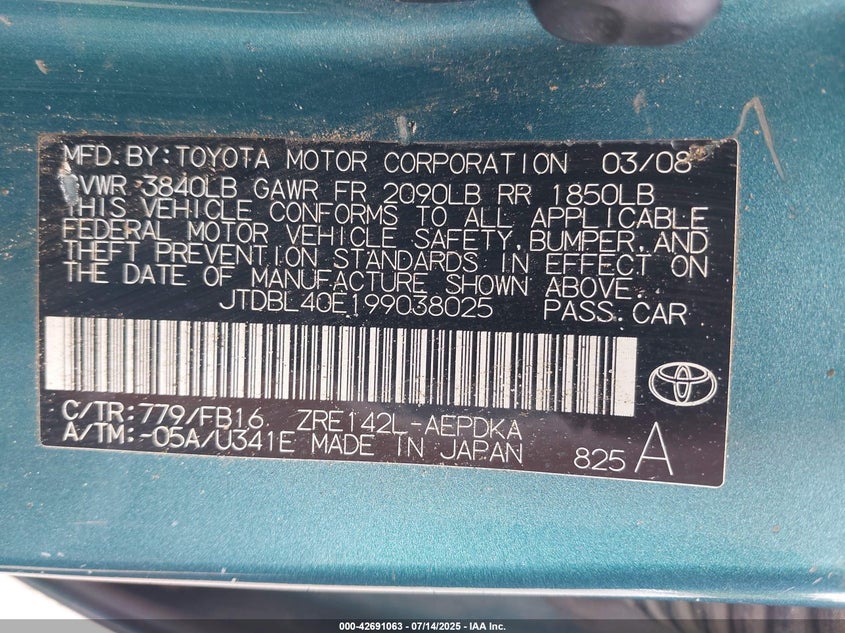 MFD.BY:TOYOTA MOTOR CORPORATION 03/08
GVWR 3840LB GAWR FR 2090LB RR 1850LB
THIS VEHICLE CONFORMS TO ALL APPLICABLE
FEDERAL MOTOR VEHICLE SAFETY,BUMPER,AND
THEFT PREVENTION STANDARDS IN EFFECT ON
THE DATE OF MANUFACTURE SHOWN ABOVE.
JTDBL40E199038025 PASS.CAR
C/TR:779/FB16 ZRE142L-AEPDKA
A/TM:-05A/U341E MADE IN JAPAN 825 A
000-42691063 - 07/14/2025 - IAA Inc.